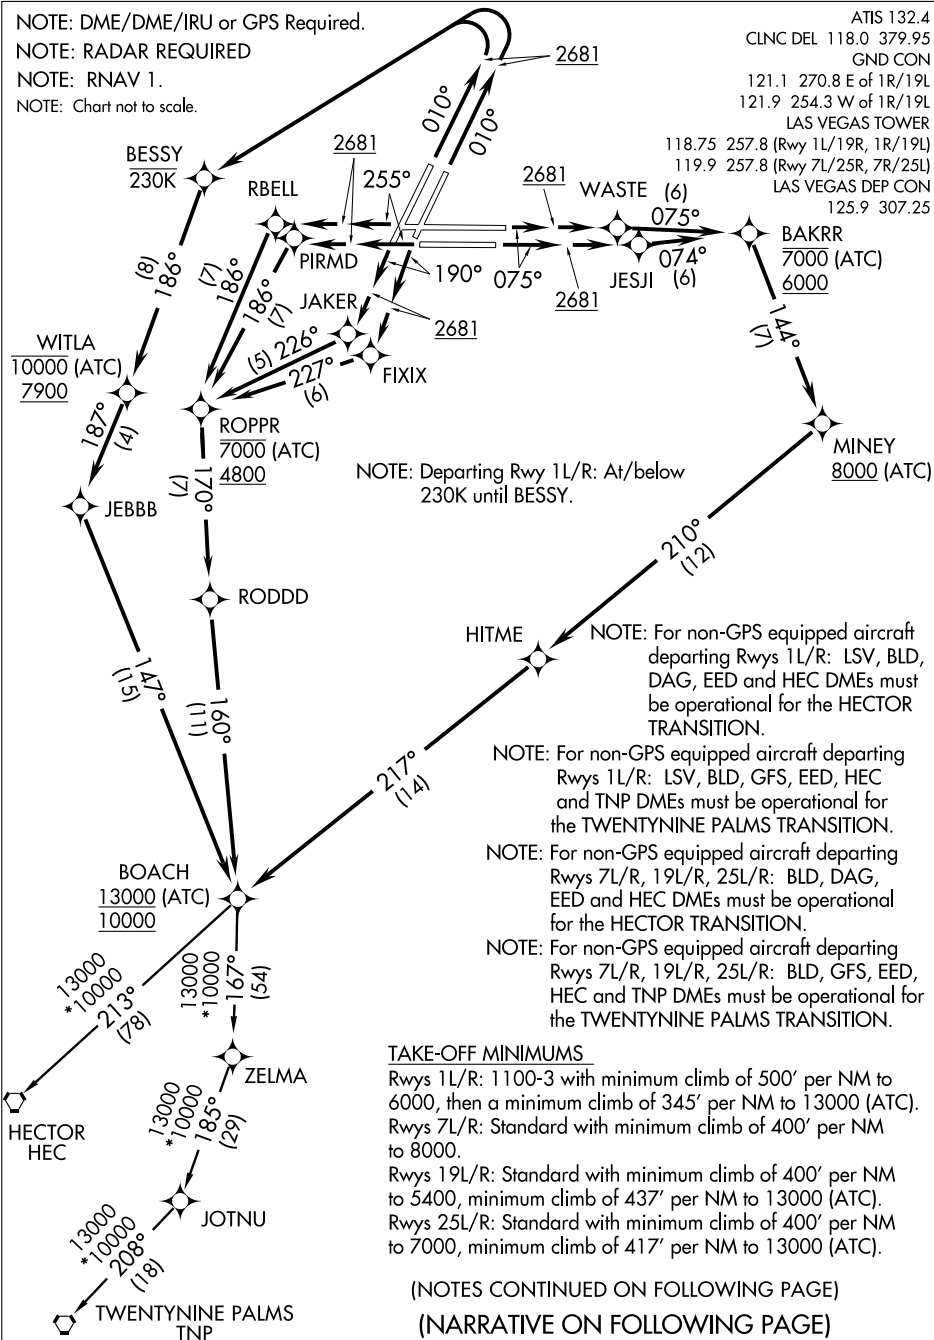 NOTE: DME/DME/IRU or GPS Required.
NOTE: RADAR REQUIRED
NOTE: RNAV 1.
NOTE: Chart not to scale.
ATIS 132.4
CLNC DEL 118.0 379.95
GND CON
121.1 270.8 E of 1R/19L
121.9 254.3 W of 1R/19L
LAS VEGAS TOWER
118.75 257.8 (Rwy 1L/19R, 1R/19L)
119.9 257.8 (Rwy 7L/25R, 7R/25L)
LAS VEGAS DEP CON
125.9 307.25
2681
010°
010°
BESSY
230K
2681
RBELL
255°
2681
WASTE
(6)
075°
BAKRR
7000 (ATC)
6000
PIRMD
190°
075°
JESJI
074°
(6)
2681
(8)
186°
(7)
186°
186°
(7)
JAKER
2681
144°
(7)
WITLA
10000 (ATC)
7900
(5) 226°
227°
(6)
FIXIX
187°
(4)
ROPPR
7000 (ATC)
4800
MINEY
8000 (ATC)
NOTE: Departing Rwy 1L/R: At/below
230K until BESSY.
170°
(7)
JEBBB
210°
(12)
RODDD
HITME
147°
(15)
160°
(11)
217°
(14)
NOTE: For non-GPS equipped aircraft
departing Rwys 1L/R: LSV, BLD,
DAG, EED and HEC DMEs must
be operational for the HECTOR
TRANSITION.
NOTE: For non-GPS equipped aircraft departing
Rwys 1L/R: LSV, BLD, GFS, EED, HEC
and TNP DMEs must be operational for
the TWENTYNINE PALMS TRANSITION.
NOTE: For non-GPS equipped aircraft departing
Rwys 7L/R, 19L/R, 25L/R: BLD, DAG,
EED and HEC DMEs must be operational
for the HECTOR TRANSITION.
NOTE: For non-GPS equipped aircraft departing
Rwys 7L/R, 19L/R, 25L/R: BLD, GFS, EED,
HEC and TNP DMEs must be operational for
the TWENTYNINE PALMS TRANSITION.
BOACH
13000 (ATC)
10000
13000
*10000
213°
(78)
13000
*10000
167°
(54)
ZELMA
HECTOR
HEC
13000
*10000
185°
(29)
JOTNU
13000
*10000
208°
(18)
TWENTYNINE PALMS
TNP
TAKE-OFF MINIMUMS
Rwys 1L/R: 1100-3 with minimum climb of 500' per NM to
6000, then a minimum climb of 345' per NM to 13000 (ATC).
Rwys 7L/R: Standard with minimum climb of 400' per NM
to 8000.
Rwys 19L/R: Standard with minimum climb of 400' per NM
to 5400, minimum climb of 437' per NM to 13000 (ATC).
Rwys 25L/R: Standard with minimum climb of 400' per NM
to 7000, minimum climb of 417' per NM to 13000 (ATC).
(NOTES CONTINUED ON FOLLOWING PAGE)
(NARRATIVE ON FOLLOWING PAGE)